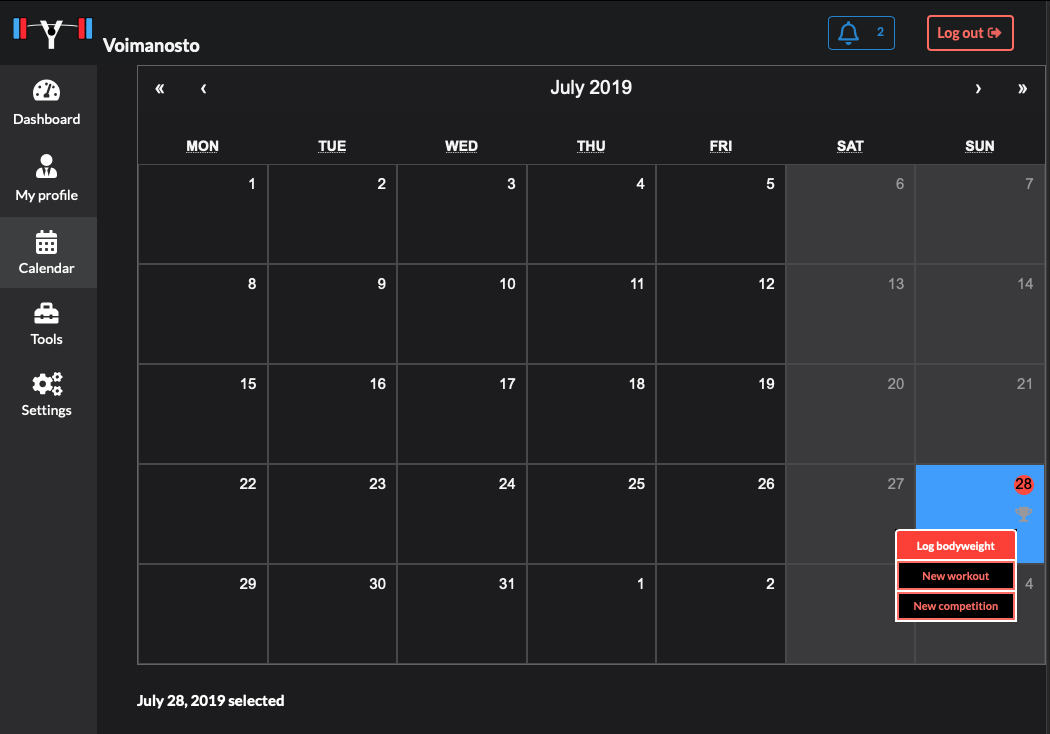 Voimanosto
2
Log out
Dashboard
My profile
Calendar
Tools
Settings
« ‹ July 2019 › »
MON TUE WED THU FRI SAT SUN
1 2 3 4 5 6 7
8 9 10 11 12 13 14
15 16 17 18 19 20 21
22 23 24 25 26 27 28
Log bodyweight
New workout
New competition
29 30 31 1 2 4
July 28, 2019 selected